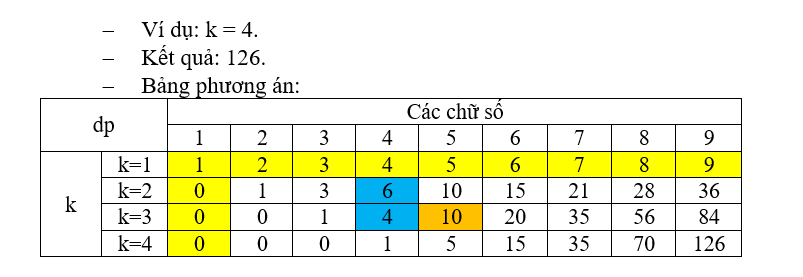 – Ví dụ: k = 4.
– Kết quả: 126.
– Bảng phương án:
dp Các chữ số
1 2 3 4 5 6 7 8 9
k k=1 1 2 3 4 5 6 7 8 9
k=2 0 1 3 6 10 15 21 28 36
k=3 0 0 1 4 10 20 35 56 84
k=4 0 0 0 1 5 15 35 70 126